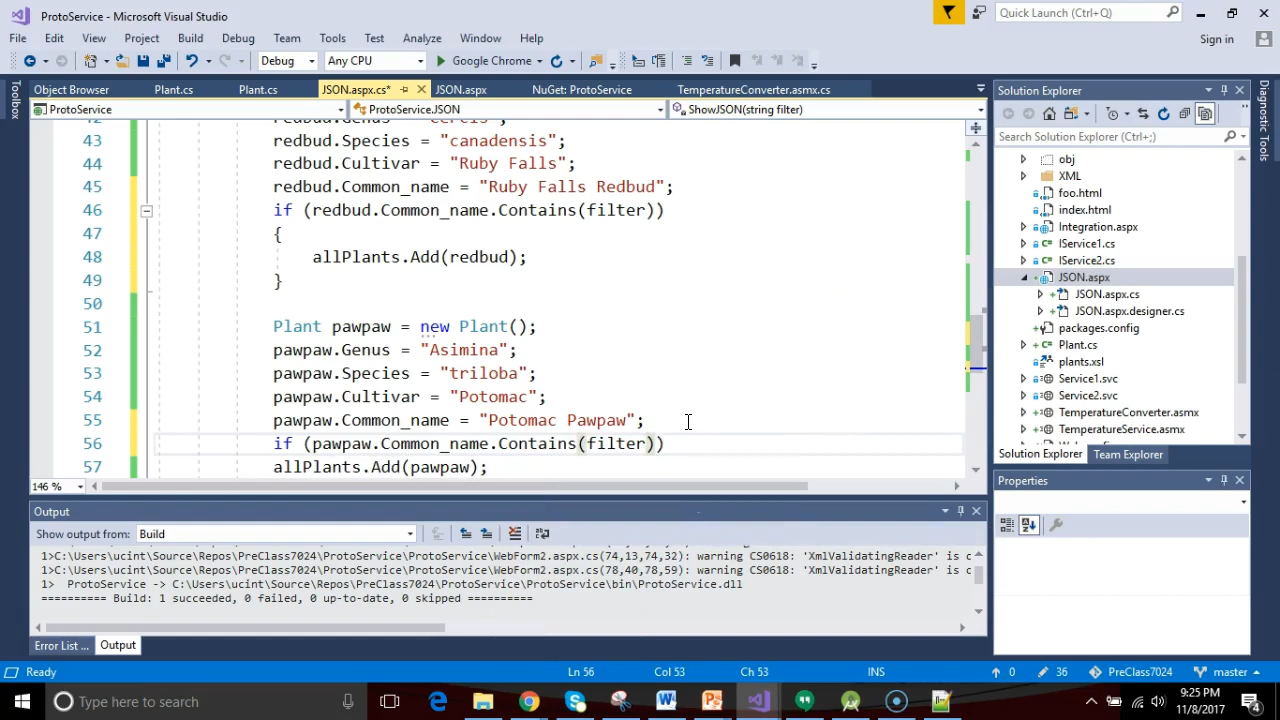 ProtoService - Microsoft Visual Studio
Quick Launch (Ctrl+Q)
File Edit View Project Build Debug Team Tools Test Analyze Window Help
Sign in
Debug Any CPU Google Chrome
Toolbox
Object Browser Plant.cs Plant.cs JSON.aspx.cs* JSON.aspx NuGet: ProtoService TemperatureConverter.asmx.cs
ProtoService ProtoService.JSON ShowJSON(string filter)
43 redbud.Species = "canadensis";
44 redbud.Cultivar = "Ruby Falls";
45 redbud.Common_name = "Ruby Falls Redbud";
46 if (redbud.Common_name.Contains(filter))
47 {
48 allPlants.Add(redbud);
49 }
50
51 Plant pawpaw = new Plant();
52 pawpaw.Genus = "Asimina";
53 pawpaw.Species = "triloba";
54 pawpaw.Cultivar = "Potomac";
55 pawpaw.Common_name = "Potomac Pawpaw";
56 if (pawpaw.Common_name.Contains(filter))
57 allPlants.Add(pawpaw);
146 %
Output
Show output from: Build
1>C:\Users\ucint\Source\Repos\PreClass7024\ProtoService\ProtoService\WebForm2.aspx.cs(74,13,74,32): warning CS0618: 'XmlValidatingReader' is o
1>C:\Users\ucint\Source\Repos\PreClass7024\ProtoService\ProtoService\WebForm2.aspx.cs(78,40,78,59): warning CS0618: 'XmlValidatingReader' is o
1> ProtoService -> C:\Users\ucint\Source\Repos\PreClass7024\ProtoService\ProtoService\bin\ProtoService.dll
========== Build: 1 succeeded, 0 failed, 0 up-to-date, 0 skipped ==========
Error List ... Output
Solution Explorer
Search Solution Explorer (Ctrl+;)
obj
XML
foo.html
index.html
Integration.aspx
IService1.cs
IService2.cs
JSON.aspx
JSON.aspx.cs
JSON.aspx.designer.cs
packages.config
Plant.cs
plants.xsl
Service1.svc
Service2.svc
TemperatureConverter.asmx
TemperatureService.asmx
Solution Explorer Team Explorer
Properties
Diagnostic Tools
Ready Ln 56 Col 53 Ch 53 INS 0 36 PreClass7024 master
Type here to search
9:25 PM
11/8/2017
4